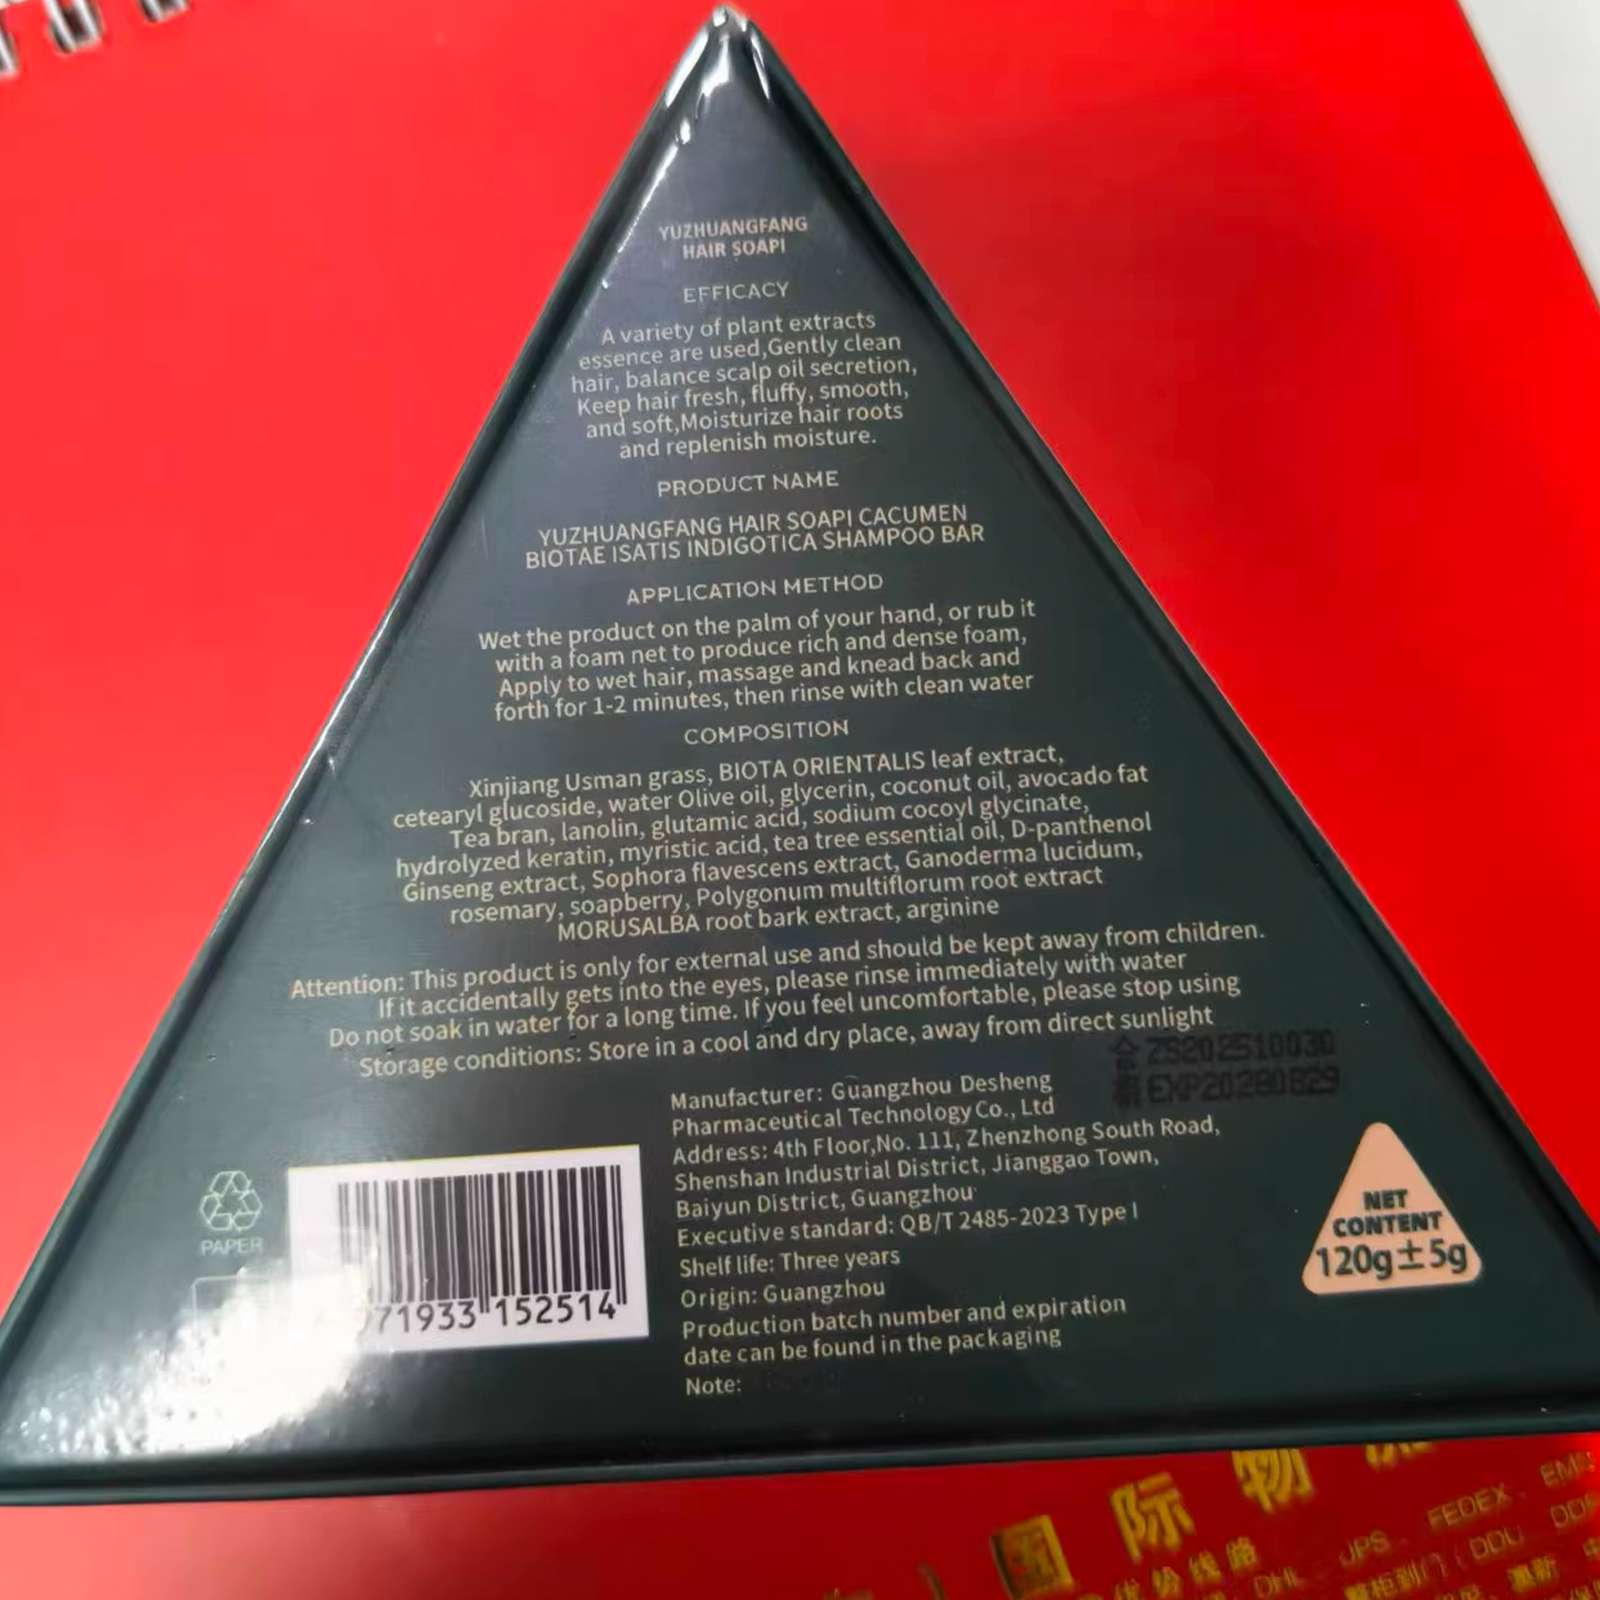 YUZHUANGFANG
HAIR SOAPI
EFFICACY
A variety of plant extracts
essence are used,Gently clean
hair, balance scalp oil secretion,
Keep hair fresh, fluffy, smooth,
and soft,Moisturize hair roots
and replenish moisture.
PRODUCT NAME
YUZHUANGFANG HAIR SOAPI CACUMEN
BIOTAE ISATIS INDIGOTICA SHAMPOO BAR
APPLICATION METHOD
Wet the product on the palm of your hand, or rub it
with a foam net to produce rich and dense foam,
Apply to wet hair, massage and knead back and
forth for 1-2 minutes, then rinse with clean water
COMPOSITION
Xinjiang Usman grass, BIOTA ORIENTALIS leaf extract,
cetearyl glucoside, water Olive oil, glycerin, coconut oil, avocado fat
Tea bran, lanolin, glutamic acid, sodium cocoyl glycinate,
hydrolyzed keratin, myristic acid, tea tree essential oil, D-panthenol
Ginseng extract, Sophora flavescens extract, Ganoderma lucidum,
rosemary, soapberry, Polygonum multiflorum root extract
MORUSALBA root bark extract, arginine
Attention: This product is only for external use and should be kept away from children.
If it accidentally gets into the eyes, please rinse immediately with water
Do not soak in water for a long time. If you feel uncomfortable, please stop using
Storage conditions: Store in a cool and dry place, away from direct sunlight
ZS202510030
EXP20280829
Manufacturer: Guangzhou Desheng
Pharmaceutical Technology Co., Ltd
Address: 4th Floor,No. 111, Zhenzhong South Road,
Shenshan Industrial District, Jianggao Town,
Baiyun District, Guangzhou
Executive standard: QB/T 2485-2023 Type I
Shelf life: Three years
Origin: Guangzhou
Production batch number and expiration
date can be found in the packaging
Note:
PAPER
71933 152514
NET
CONTENT
120g±5g
国际物
优势线路
DHL JPS FEDEX EMS
整柜到门(DDU DDP